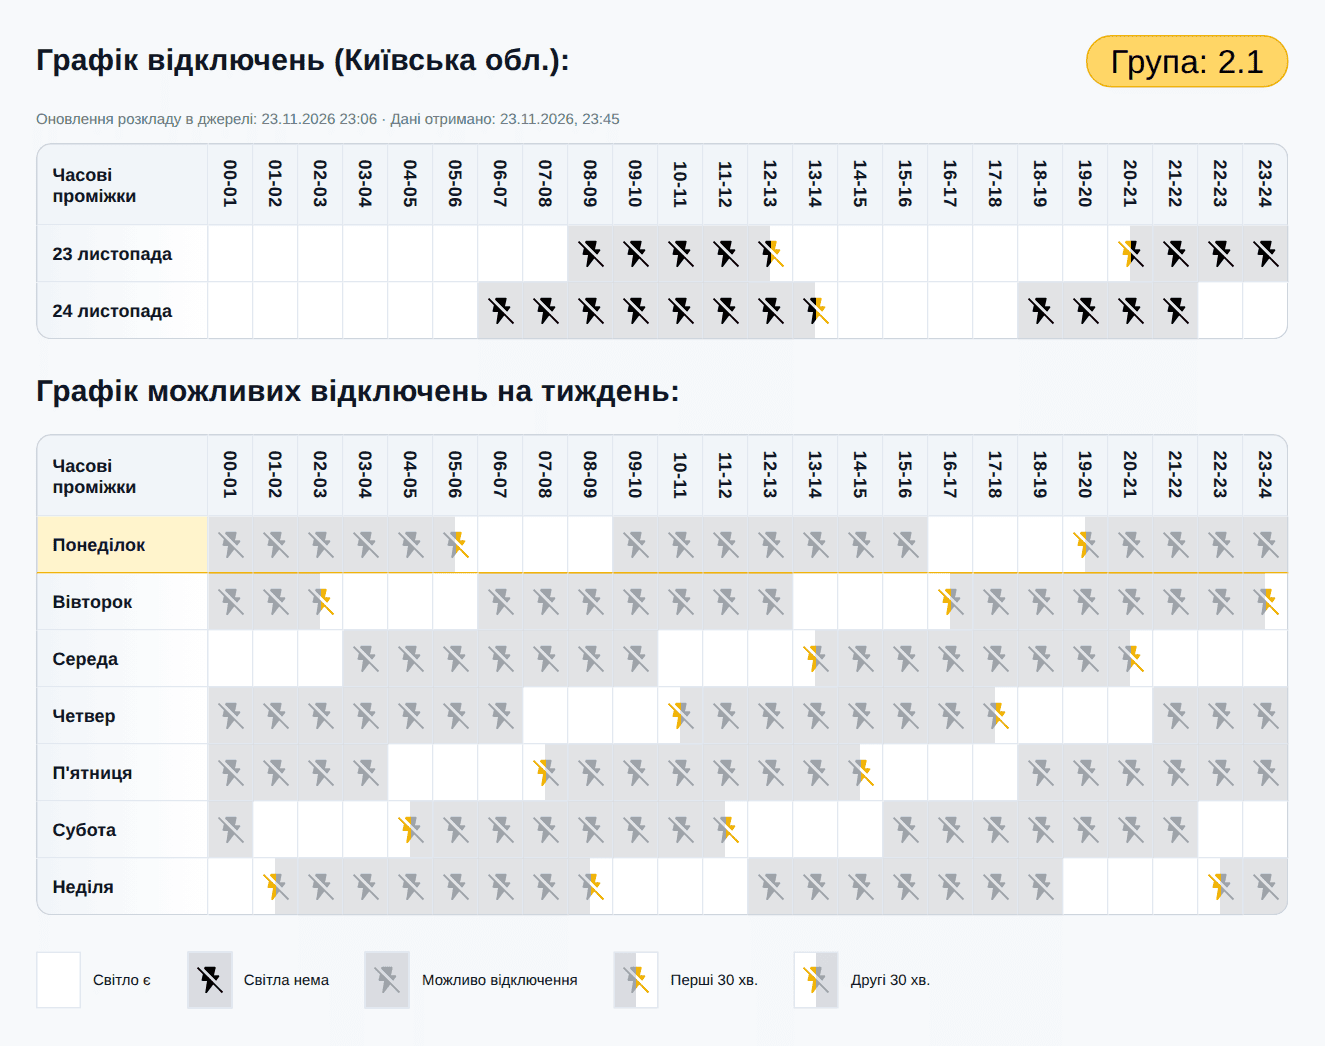 Графік відключень (Київська обл.):
Група: 2.1
Оновлення розкладу в джерелі: 23.11.2026 23:06 · Дані отримано: 23.11.2026, 23:45
Часові проміжки 00-01 01-02 02-03 03-04 04-05 05-06 06-07 07-08 08-09 09-10 10-11 11-12 12-13 13-14 14-15 15-16 16-17 17-18 18-19 19-20 20-21 21-22 22-23 23-24
23 листопада
24 листопада
Графік можливих відключень на тиждень:
Часові проміжки 00-01 01-02 02-03 03-04 04-05 05-06 06-07 07-08 08-09 09-10 10-11 11-12 12-13 13-14 14-15 15-16 16-17 17-18 18-19 19-20 20-21 21-22 22-23 23-24
Понеділок
Вівторок
Середа
Четвер
П'ятниця
Субота
Неділя
Світло є Світла нема Можливо відключення Перші 30 хв. Другі 30 хв.